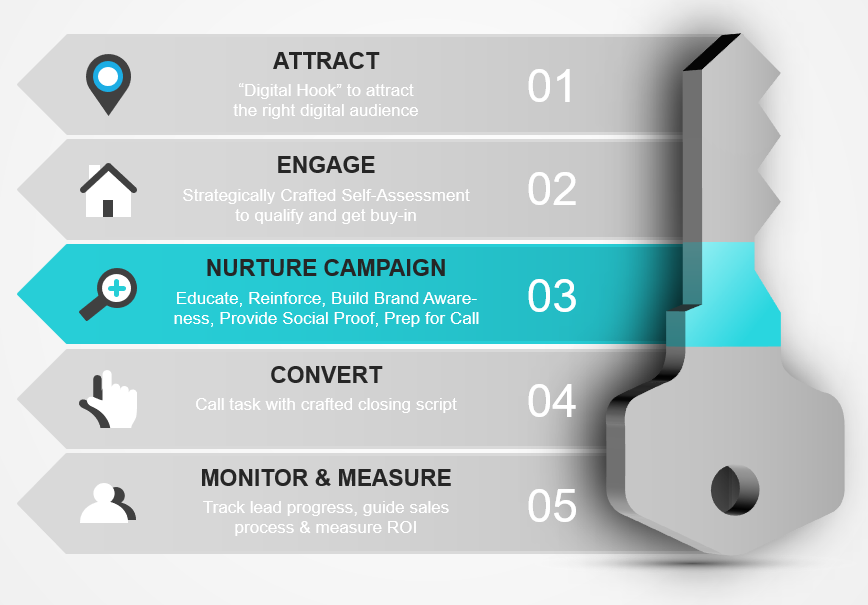 ATTRACT
“Digital Hook” to attract
the right digital audience
01
ENGAGE
Strategically Crafted Self-Assessment
to qualify and get buy-in
02
NURTURE CAMPAIGN
Educate, Reinforce, Build Brand Aware-
ness, Provide Social Proof, Prep for Call
03
CONVERT
Call task with crafted closing script
04
MONITOR & MEASURE
Track lead progress, guide sales
process & measure ROI
05